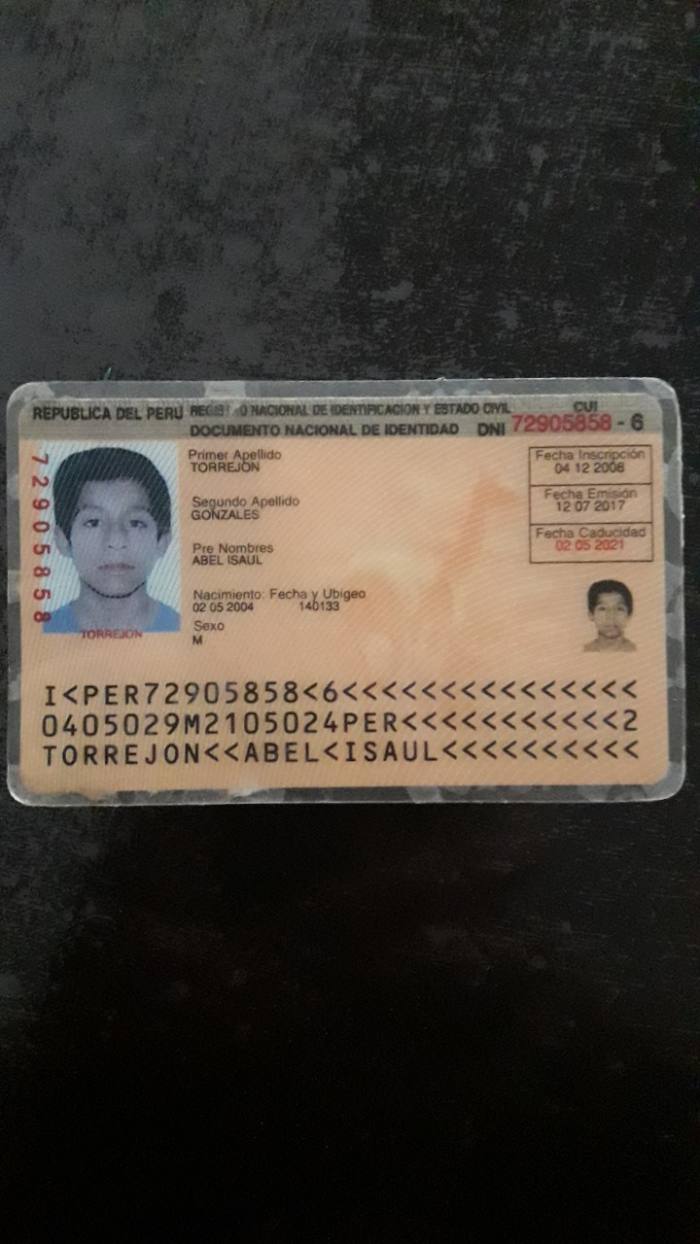 REPUBLICA DEL PERU REGISTRO NACIONAL DE IDENTIFICACION Y ESTADO CIVIL
CUI
DOCUMENTO NACIONAL DE IDENTIDAD DNI 72905858 - 6
72905858
TORREJON
Primer Apellido
TORREJON
Segundo Apellido
GONZALES
Pre Nombres
ABEL ISAUL
Nacimiento: Fecha y Ubigeo
02 05 2004 140133
Sexo
M
Fecha Inscripción
04 12 2008
Fecha Emisión
12 07 2017
Fecha Caducidad
02 05 2021
I<PER72905858<6<<<<<<<<<<<<<<<
0405029M2105024PER<<<<<<<<<<<2
TORREJON<<ABEL<ISAUL<<<<<<<<<<